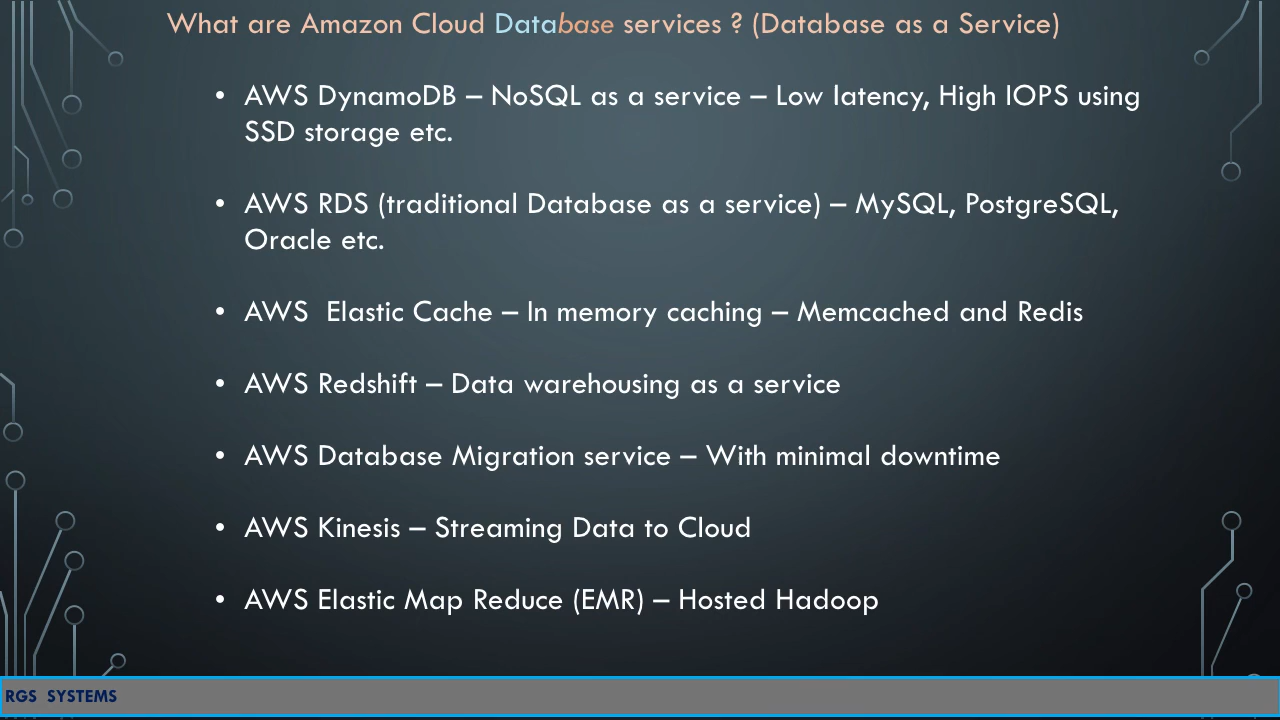 What are Amazon Cloud Database services ? (Database as a Service)
• AWS DynamoDB – NoSQL as a service – Low latency, High IOPS using
SSD storage etc.
• AWS RDS (traditional Database as a service) – MySQL, PostgreSQL,
Oracle etc.
• AWS  Elastic Cache – In memory caching – Memcached and Redis
• AWS Redshift – Data warehousing as a service
• AWS Database Migration service – With minimal downtime
• AWS Kinesis – Streaming Data to Cloud
• AWS Elastic Map Reduce (EMR) – Hosted Hadoop
RGS  SYSTEMS